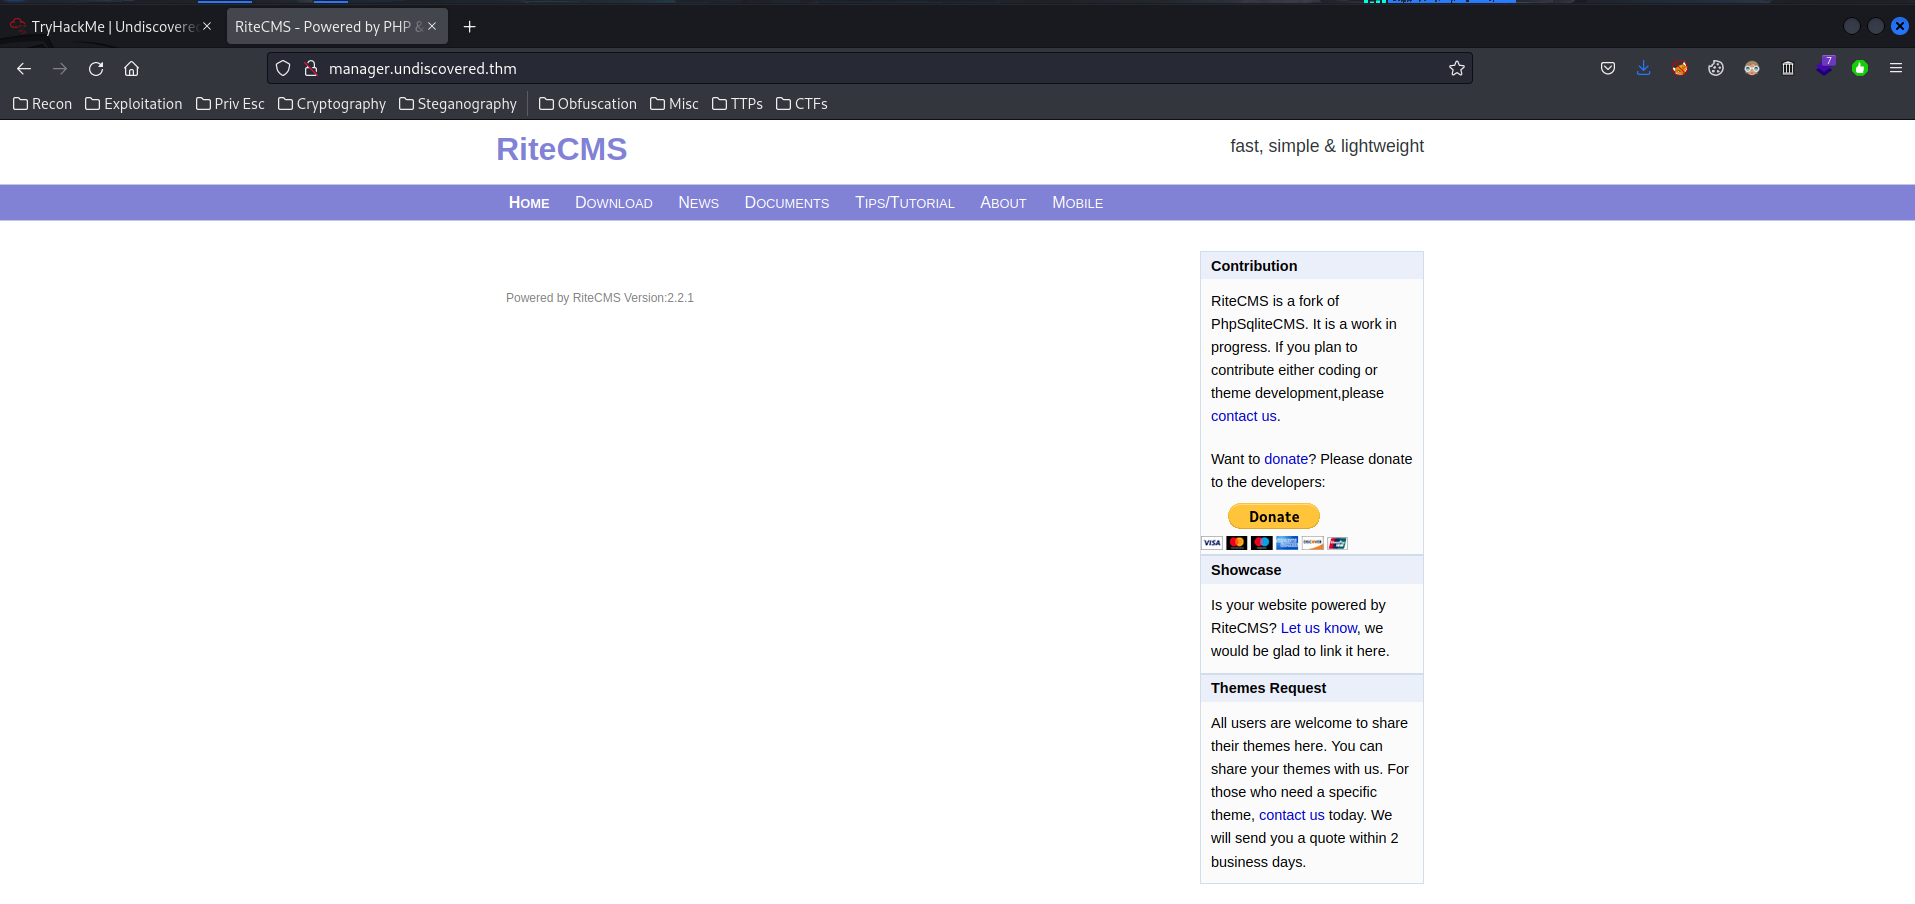 TryHackMe | Undiscovered
RiteCMS - Powered by PHP &
manager.undiscovered.thm
7
Recon
Exploitation
Priv Esc
Cryptography
Steganography
Obfuscation
Misc
TTPs
CTFs
RiteCMS
fast, simple & lightweight
Home
Download
News
Documents
Tips/Tutorial
About
Mobile
Powered by RiteCMS Version:2.2.1
Contribution
RiteCMS is a fork of
PhpSqliteCMS. It is a work in
progress. If you plan to
contribute either coding or
theme development,please
contact us.
Want to donate? Please donate
to the developers:
Donate
VISA
DISCOVER
Showcase
Is your website powered by
RiteCMS? Let us know, we
would be glad to link it here.
Themes Request
All users are welcome to share
their themes here. You can
share your themes with us. For
those who need a specific
theme, contact us today. We
will send you a quote within 2
business days.